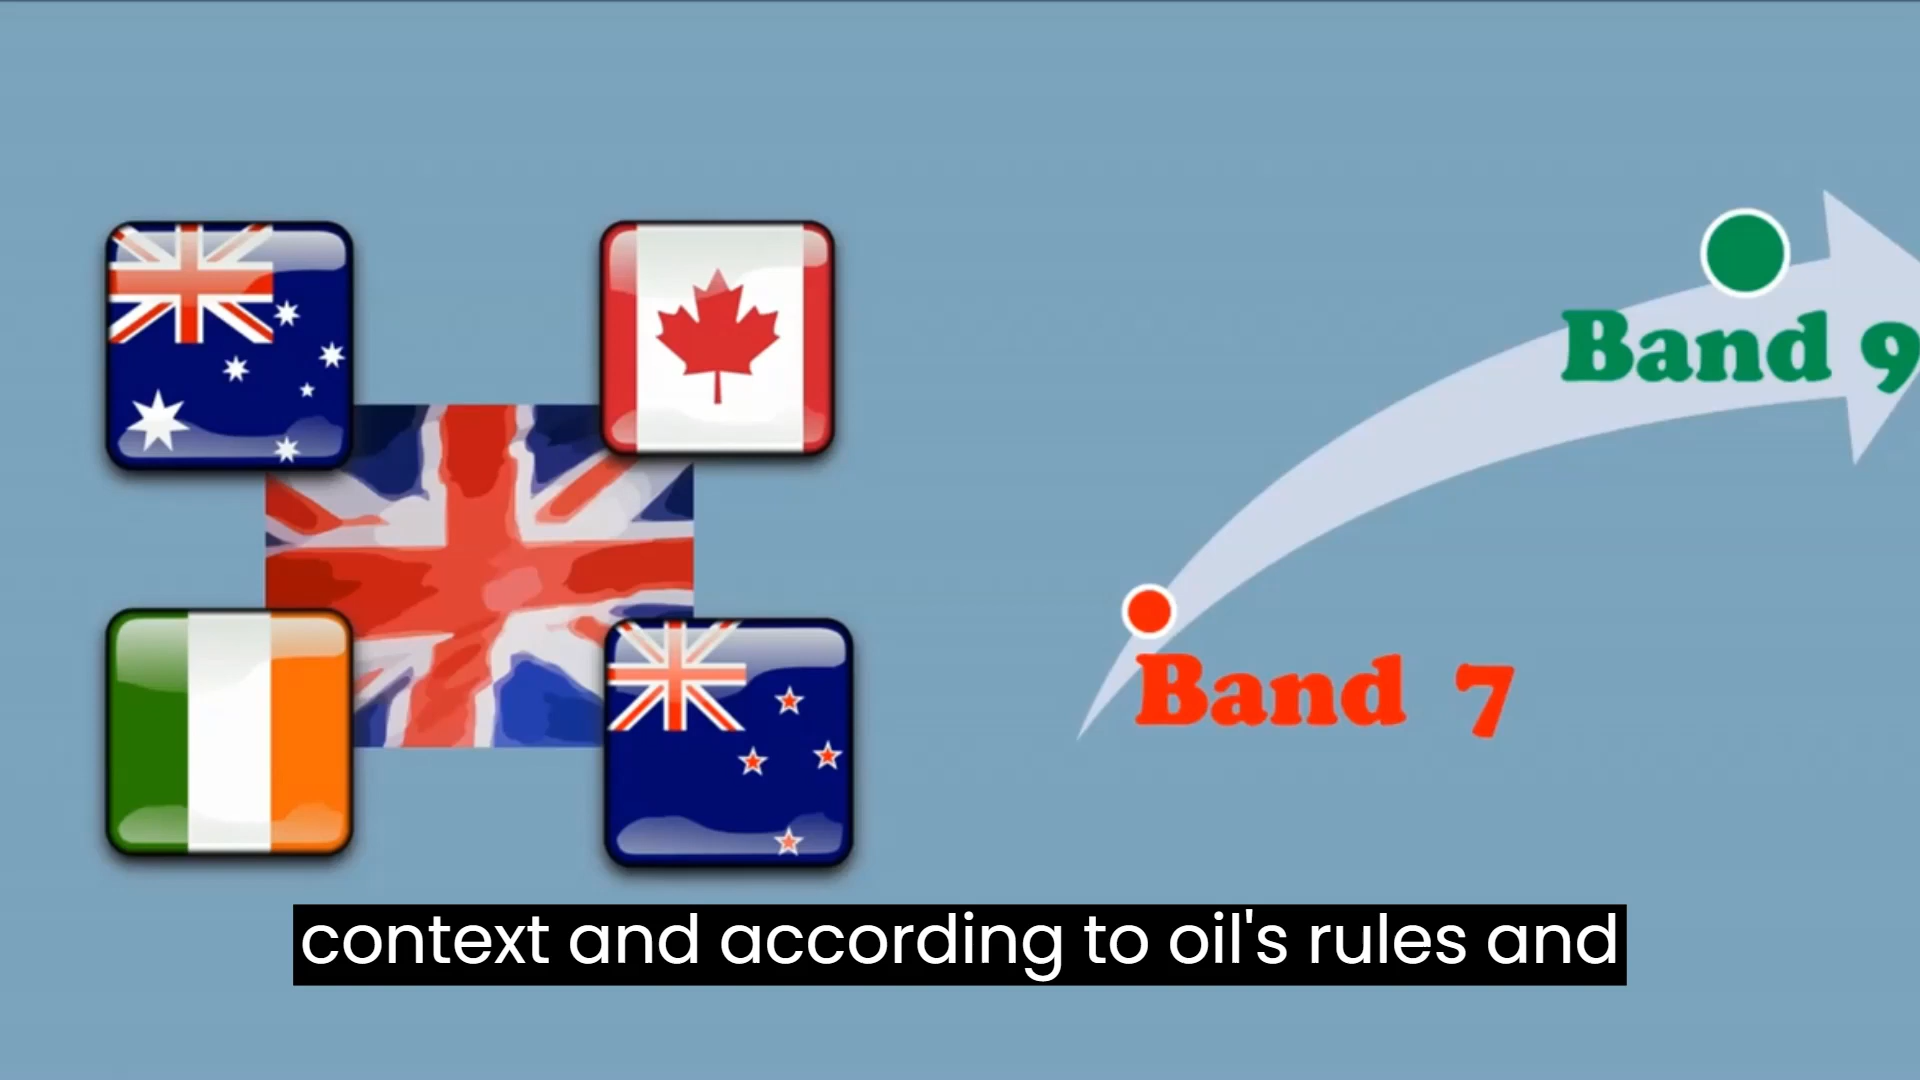 Band 9
Band 7
context and according to oil's rules and